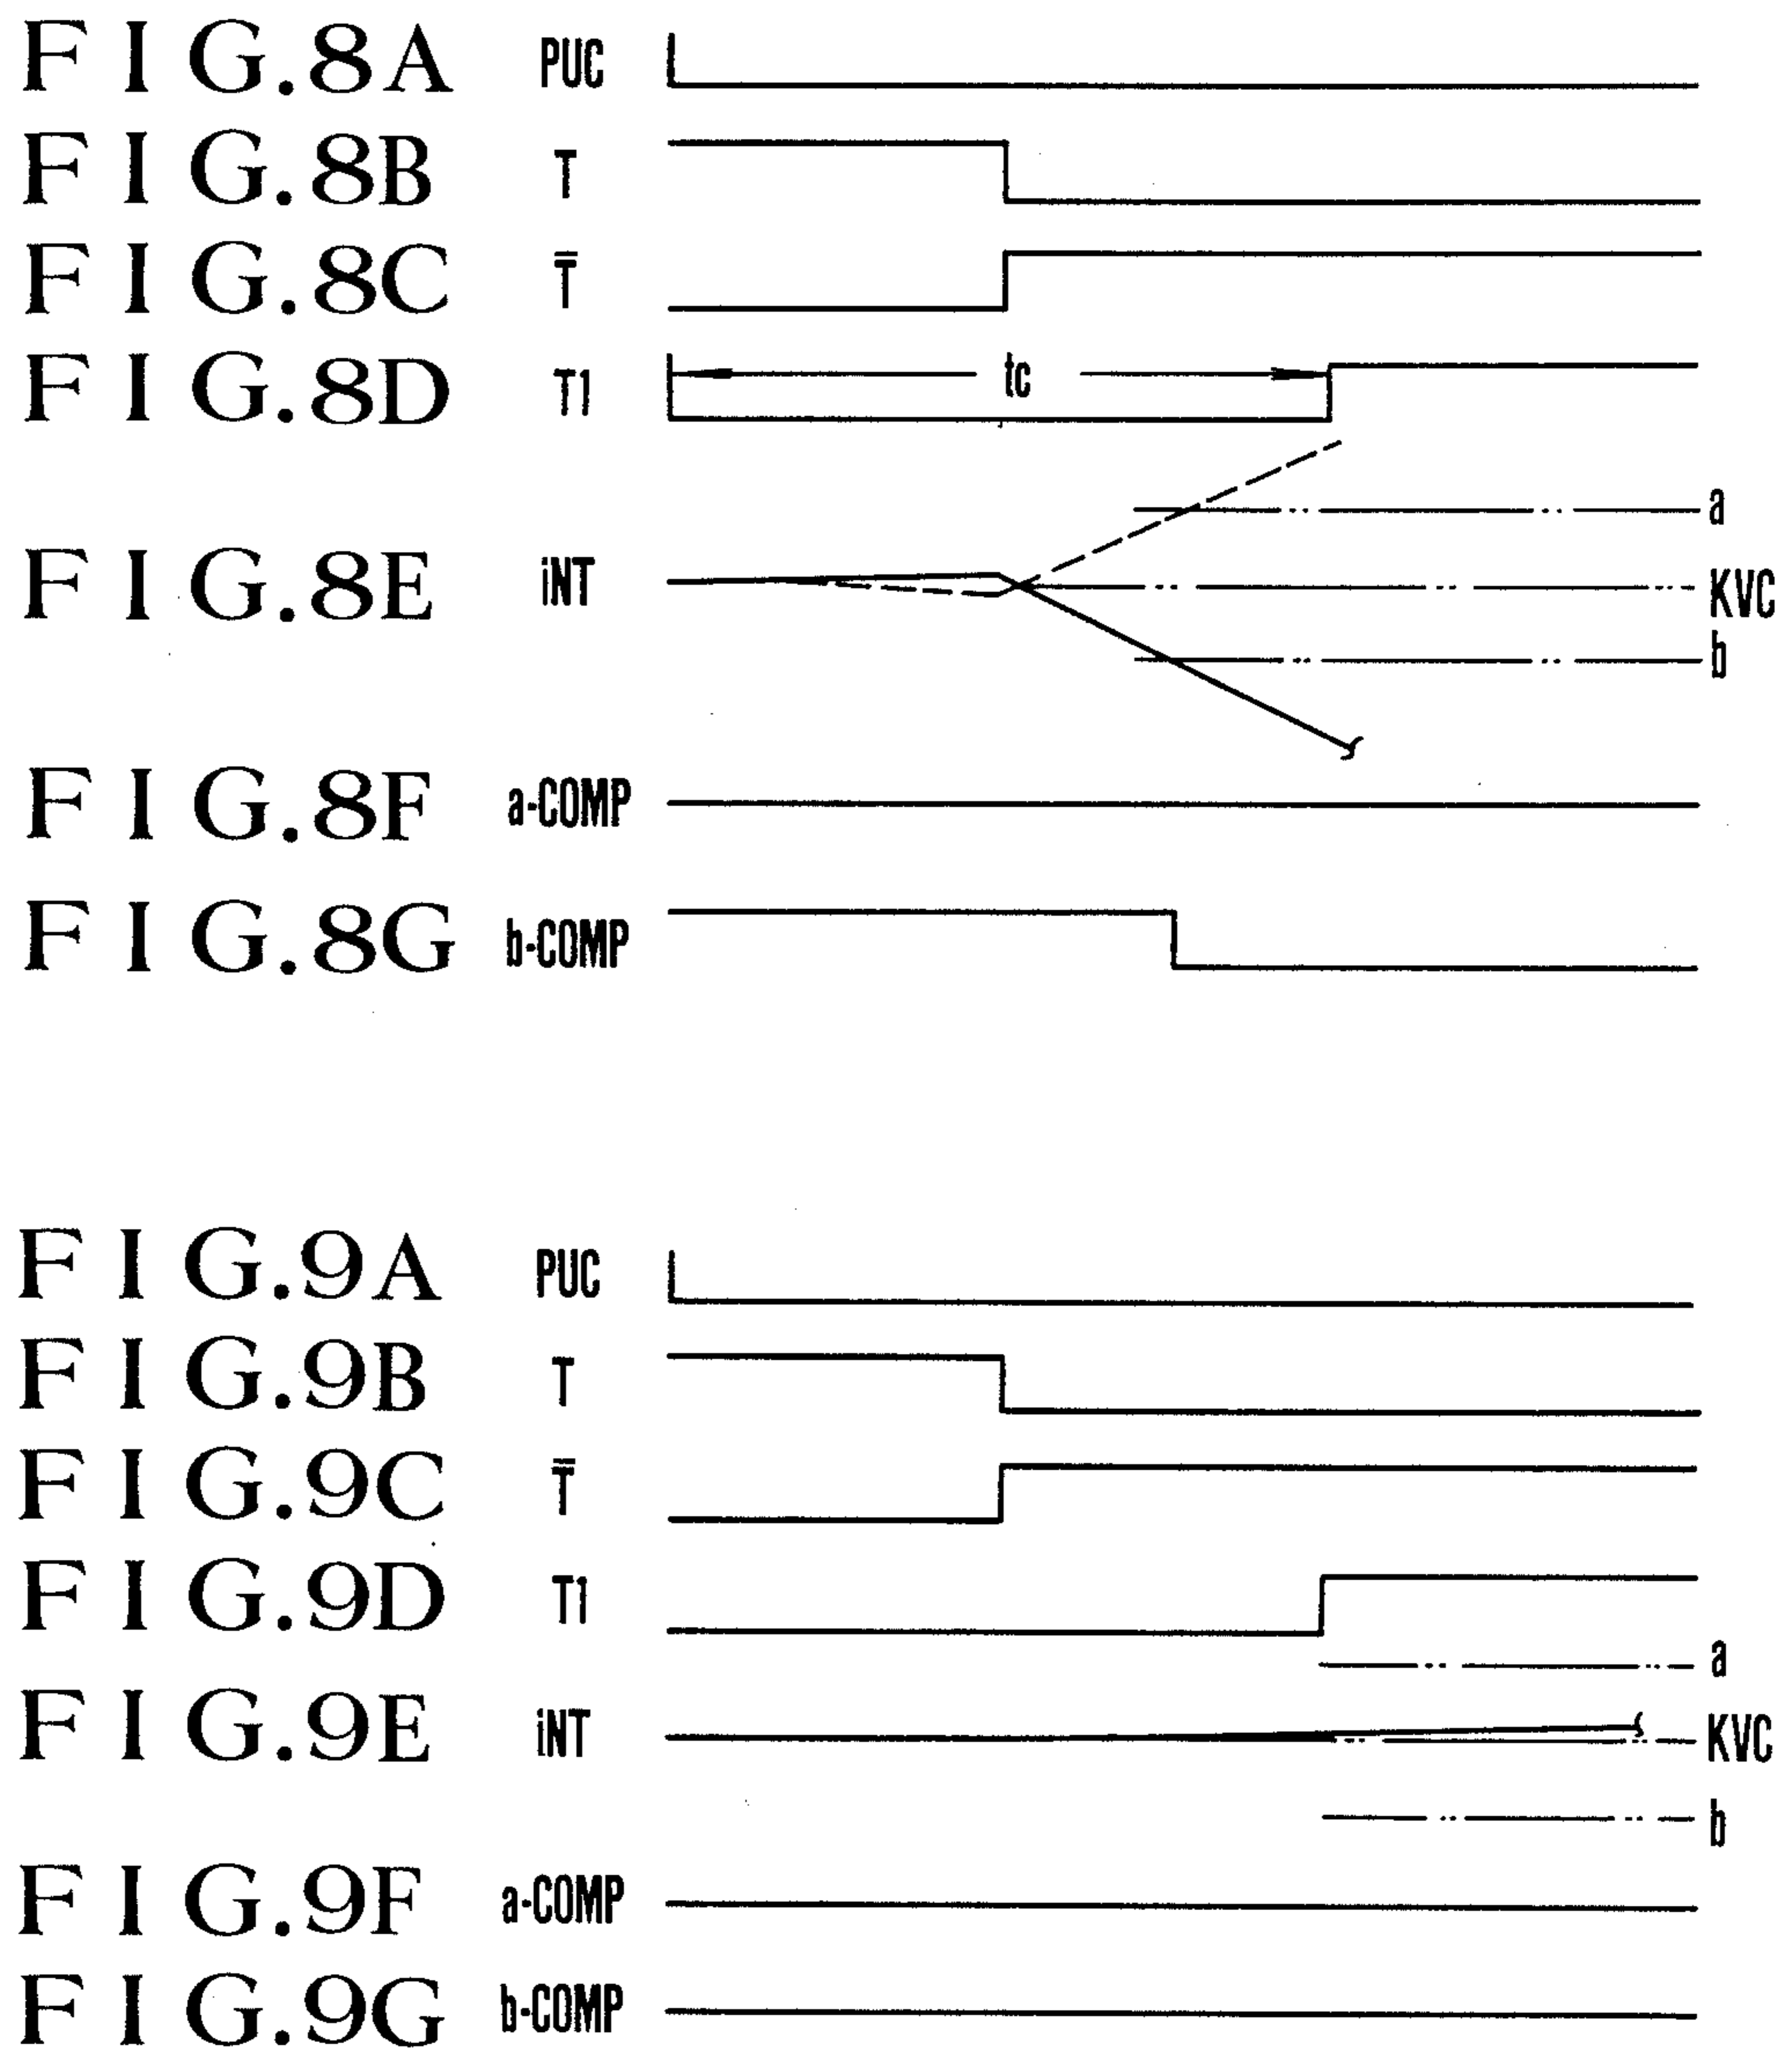 FIG.8A PUC
FIG.8B T
FIG.8C T̅
FIG.8D T1 tc
a
FIG.8E iNT KVC
b
FIG.8F a-COMP
FIG.8G b-COMP
FIG.9A PUC
FIG.9B T
FIG.9C T̅
FIG.9D T1
a
FIG.9E iNT KVC
b
FIG.9F a-COMP
FIG.9G b-COMP